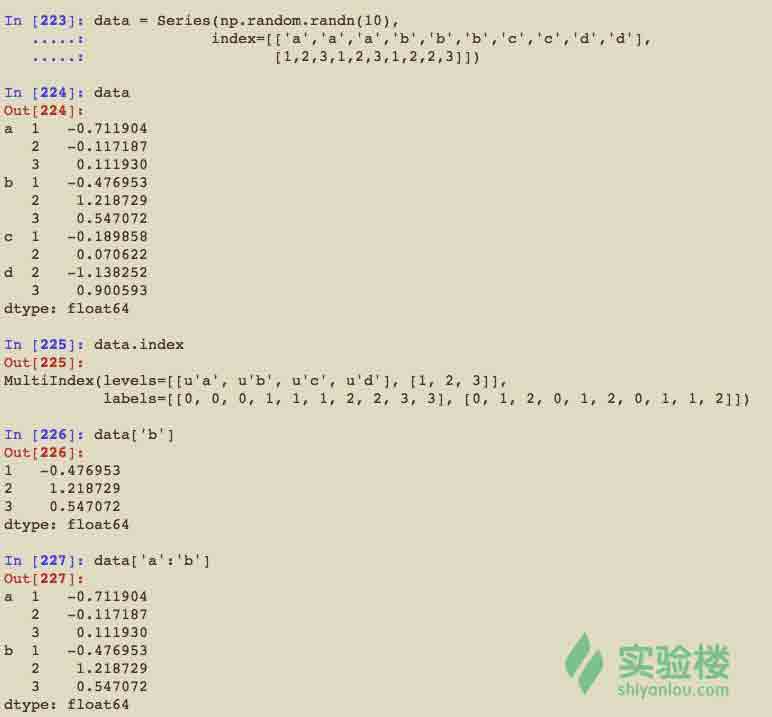 In [223]: data = Series(np.random.randn(10),
   .....:               index=[['a','a','a','b','b','b','c','c','d','d'],
   .....:                      [1,2,3,1,2,3,1,2,2,3]])
In [224]: data
Out[224]:
a  1   -0.711904
   2   -0.117187
   3    0.111930
b  1   -0.476953
   2    1.218729
   3    0.547072
c  1   -0.189858
   2    0.070622
d  2   -1.138252
   3    0.900593
dtype: float64
In [225]: data.index
Out[225]:
MultiIndex(levels=[[u'a', u'b', u'c', u'd'], [1, 2, 3]],
           labels=[[0, 0, 0, 1, 1, 1, 2, 2, 3, 3], [0, 1, 2, 0, 1, 2, 0, 1, 1, 2]])
In [226]: data['b']
Out[226]:
1   -0.476953
2    1.218729
3    0.547072
dtype: float64
In [227]: data['a':'b']
Out[227]:
a  1   -0.711904
   2   -0.117187
   3    0.111930
b  1   -0.476953
   2    1.218729
   3    0.547072
dtype: float64
实验楼
shiyanlou.com